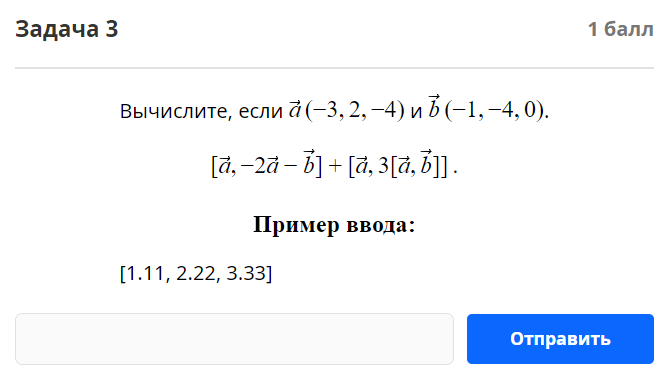 Задача 3
1 балл
Вычислите, если a⃗ (−3, 2, −4) и b⃗ (−1, −4, 0).
[a⃗, −2a⃗ − b⃗] + [a⃗, 3[a⃗, b⃗]] .
Пример ввода:
[1.11, 2.22, 3.33]
Отправить